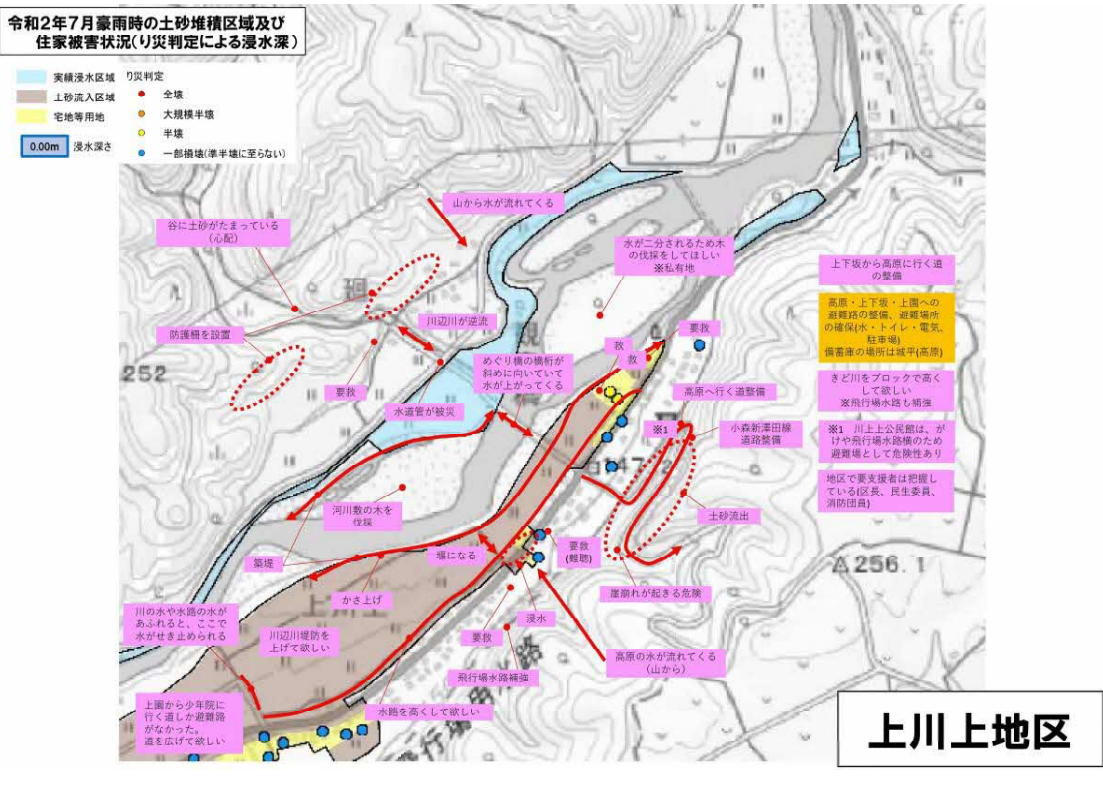 令和2年7月豪雨時の土砂堆積区域及び
住家被害状況(り災判定による浸水深)
実績浸水区域
土砂流入区域
宅地等用地
0.00m 浸水深さ
り災判定
全壊
大規模半壊
半壊
一部損壊(準半壊に至らない)
山から水が流れてくる
谷に土砂がたまっている
(心配)
水が二分されるため木
の伐採をしてほしい
※私有地
上下坂から高原に行く道
の整備
高原・上下坂・上園への
避難路の整備、避難場所
の確保(水・トイレ・電気、
駐車場)
備蓄庫の場所は城平(高原)
防護柵を設置
川辺川が逆流
要救
救
救
めぐり橋の橋桁が
斜めに向いていて
水が上がってくる
252
要救
水道管が被災
高原へ行く道整備
きど川をブロックで高く
して欲しい
※飛行場水路も補強
※1
小森新澤田線
道路整備
※1 川上上公民館は、が
けや飛行場水路横のため
避難場として危険性あり
147.2
地区で要支援者は把握し
ている(区長、民生委員、
消防団員)
河川敷の木を
伐採
土砂流出
築堤
堰になる
要救
(難聴)
256.1
かさ上げ
崖崩れが起きる危険
川の水や水路の水が
あふれると、ここで
水がせき止められる
川辺川堤防を
上げて欲しい
浸水
要救
高原の水が流れてくる
(山から)
飛行場水路補強
上園から少年院に
行く道しか避難路
がなかった。
道を広げて欲しい
水路を高くして欲しい
上川上地区